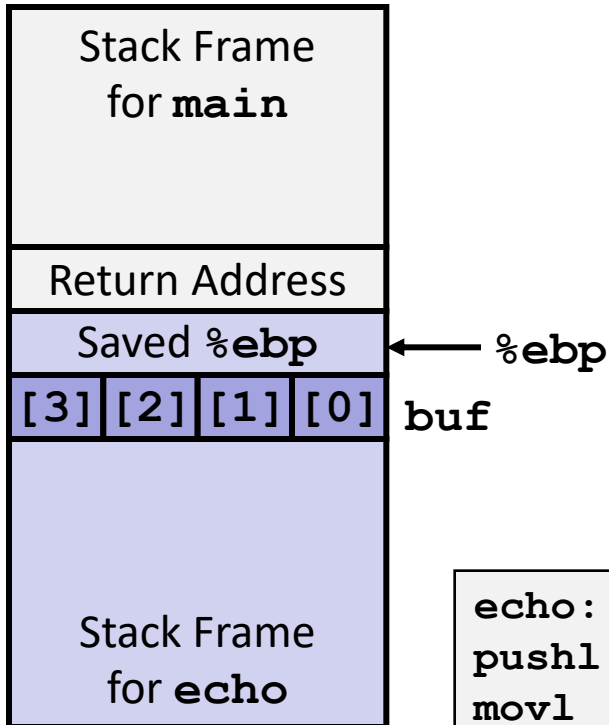 Stack Frame
for main
Return Address
Saved %ebp
%ebp
[3] [2] [1] [0]
buf
Stack Frame
for echo
echo:
pushl
movl